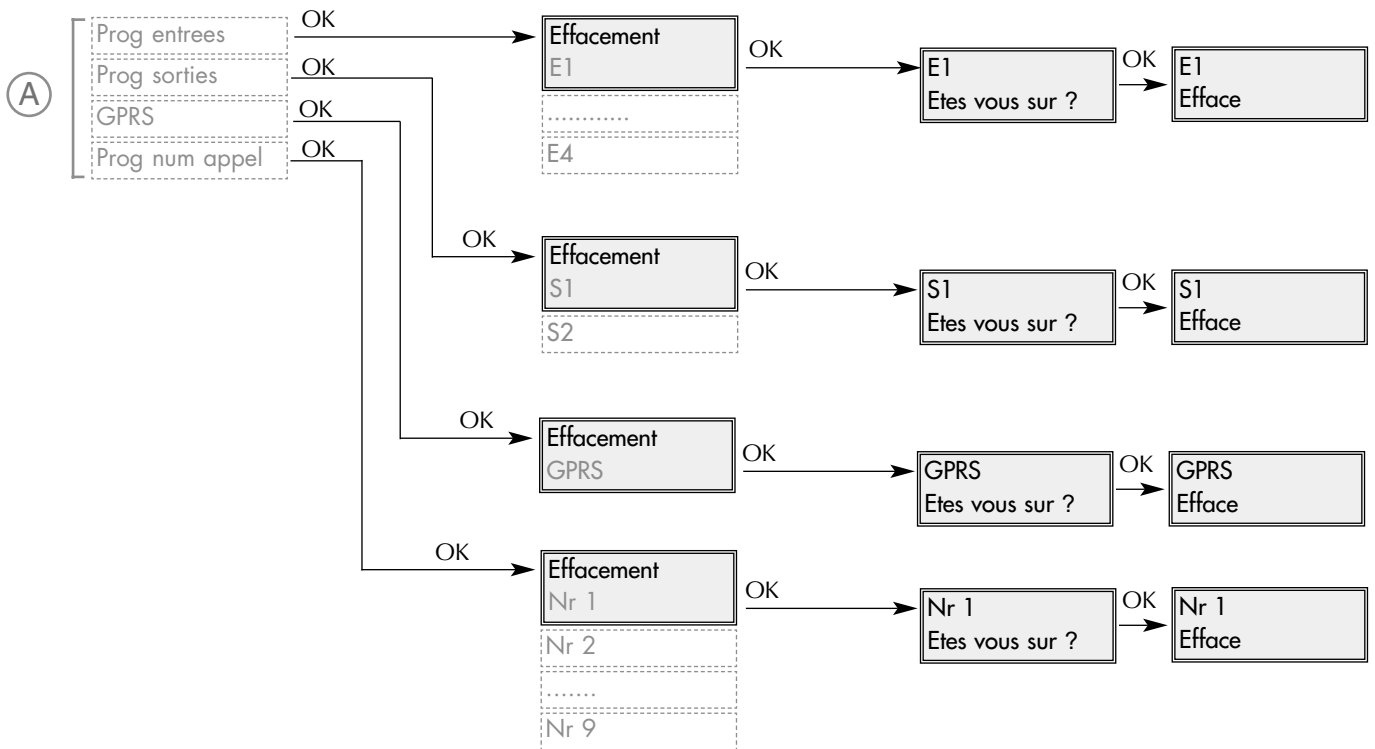 A
Prog entrees
OK
Prog sorties
OK
GPRS
OK
Prog num appel
OK
Effacement
E1
............
E4
OK
E1
Etes vous sur ?
OK
E1
Efface
OK
Effacement
S1
S2
OK
S1
Etes vous sur ?
OK
S1
Efface
OK
Effacement
GPRS
OK
GPRS
Etes vous sur ?
OK
GPRS
Efface
OK
Effacement
Nr 1
Nr 2
.......
Nr 9
OK
Nr 1
Etes vous sur ?
OK
Nr 1
Efface